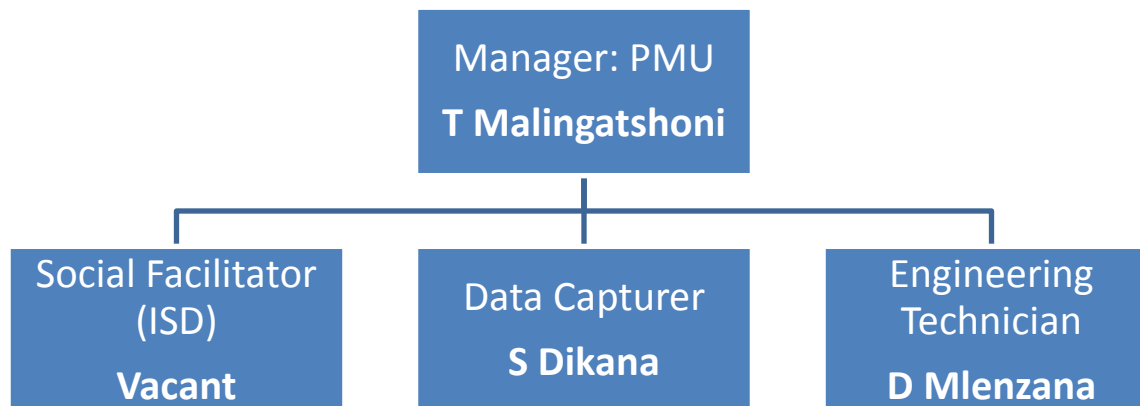 Manager: PMU
T Malingatshoni
Social Facilitator
(ISD)
Vacant
Data Capturer
S Dikana
Engineering
Technician
D Mlenzana